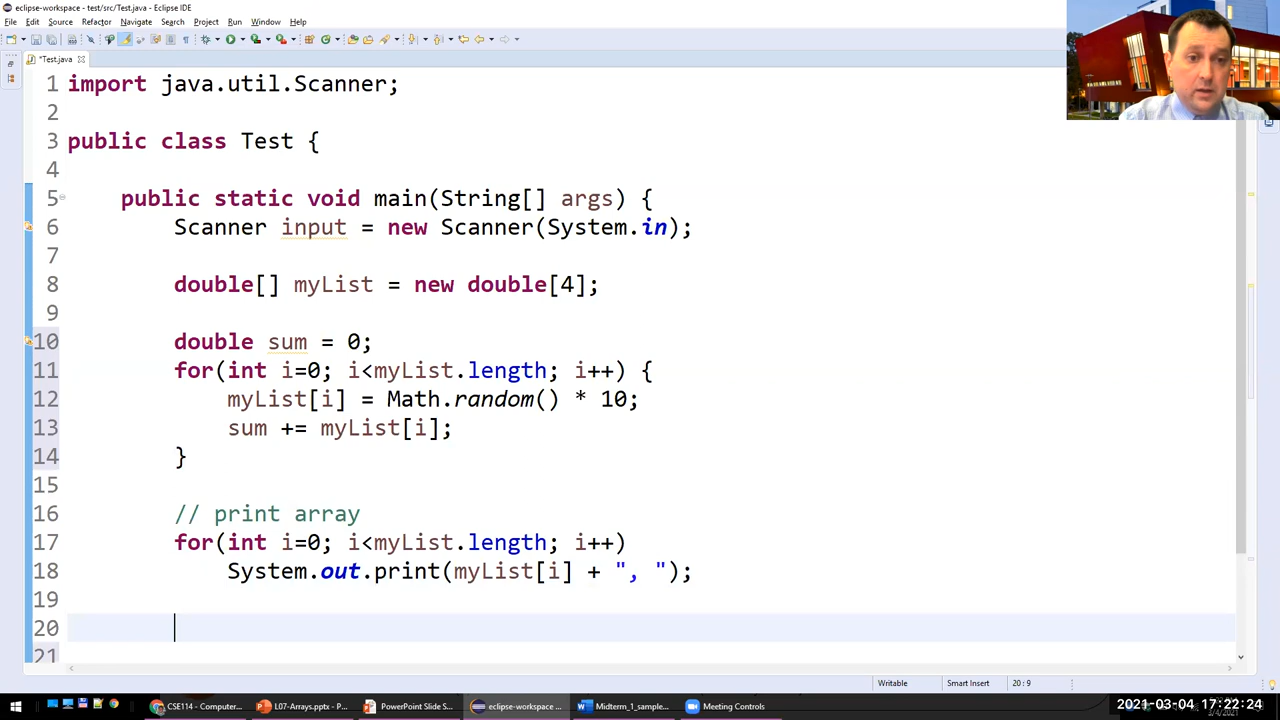 eclipse-workspace - test/src/Test.java - Eclipse IDE
File Edit Source Refactor Navigate Search Project Run Window Help
*Test.java
1 import java.util.Scanner;
2
3 public class Test {
4
5 public static void main(String[] args) {
6 Scanner input = new Scanner(System.in);
7
8 double[] myList = new double[4];
9
10 double sum = 0;
11 for(int i=0; i<myList.length; i++) {
12 myList[i] = Math.random() * 10;
13 sum += myList[i];
14 }
15
16 // print array
17 for(int i=0; i<myList.length; i++)
18 System.out.print(myList[i] + ", ");
19
20
21
Writable Smart Insert 20 : 9
CSE114 - Computer... L07-Arrays.pptx - P... PowerPoint Slide S... eclipse-workspace ... Midterm_1_sample... Meeting Controls
2021-03-04 17:22:24